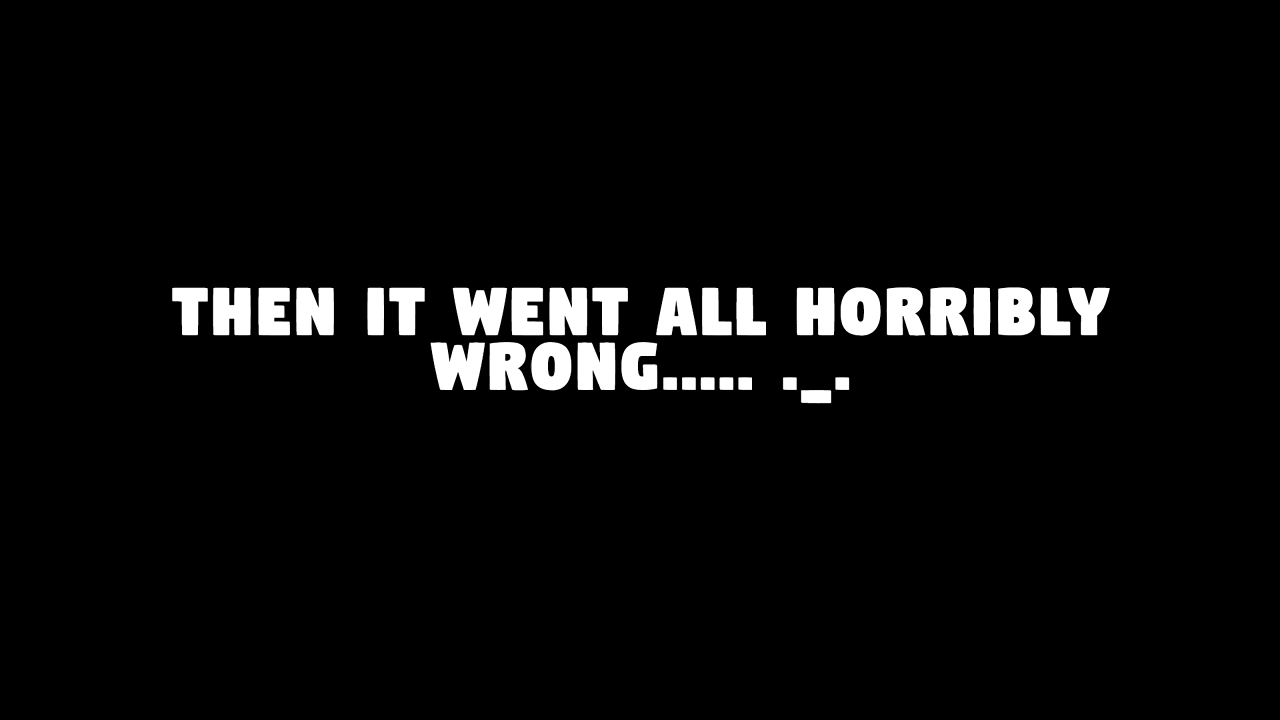 THEN IT WENT ALL HORRIBLY
WRONG..... ._.